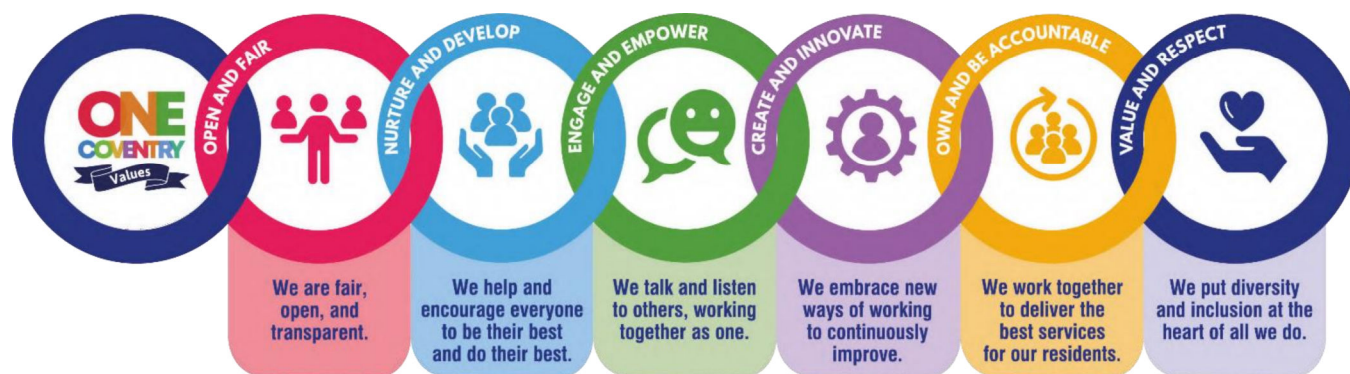 ONE
COVENTRY
Values
OPEN AND FAIR
We are fair,
open, and
transparent.
NURTURE AND DEVELOP
We help and
encourage everyone
to be their best
and do their best.
ENGAGE AND EMPOWER
We talk and listen
to others, working
together as one.
CREATE AND INNOVATE
We embrace new
ways of working
to continuously
improve.
OWN AND BE ACCOUNTABLE
We work together
to deliver the
best services
for our residents.
VALUE AND RESPECT
We put diversity
and inclusion at the
heart of all we do.